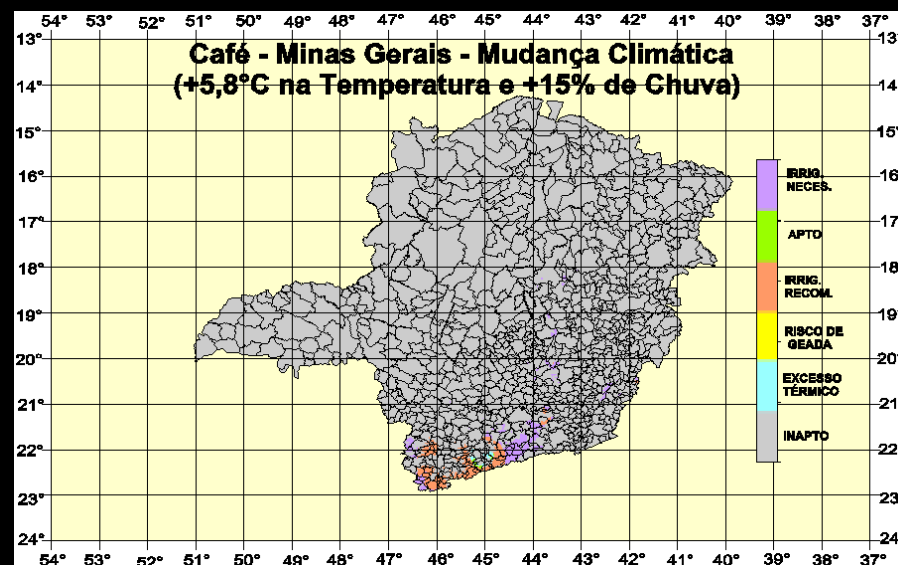 54° 53° 52° 51° 50° 49° 48° 47° 46° 45° 44° 43° 42° 41° 40° 39° 38° 37°
13° 13°
Café - Minas Gerais - Mudança Climática
14° 14°
(+5,8°C na Temperatura e +15% de Chuva)
15° 15°
16° 16°
17° 17°
18° 18°
19° 19°
20° 20°
21° 21°
22° 22°
23° 23°
24° 24°
IRRIG.
NECES.
APTO
IRRIG.
RECOM.
RISCO DE
GEADA
EXCESSO
TÉRMICO
INAPTO
54° 53° 52° 51° 50° 49° 48° 47° 46° 45° 44° 43° 42° 41° 40° 39° 38° 37°